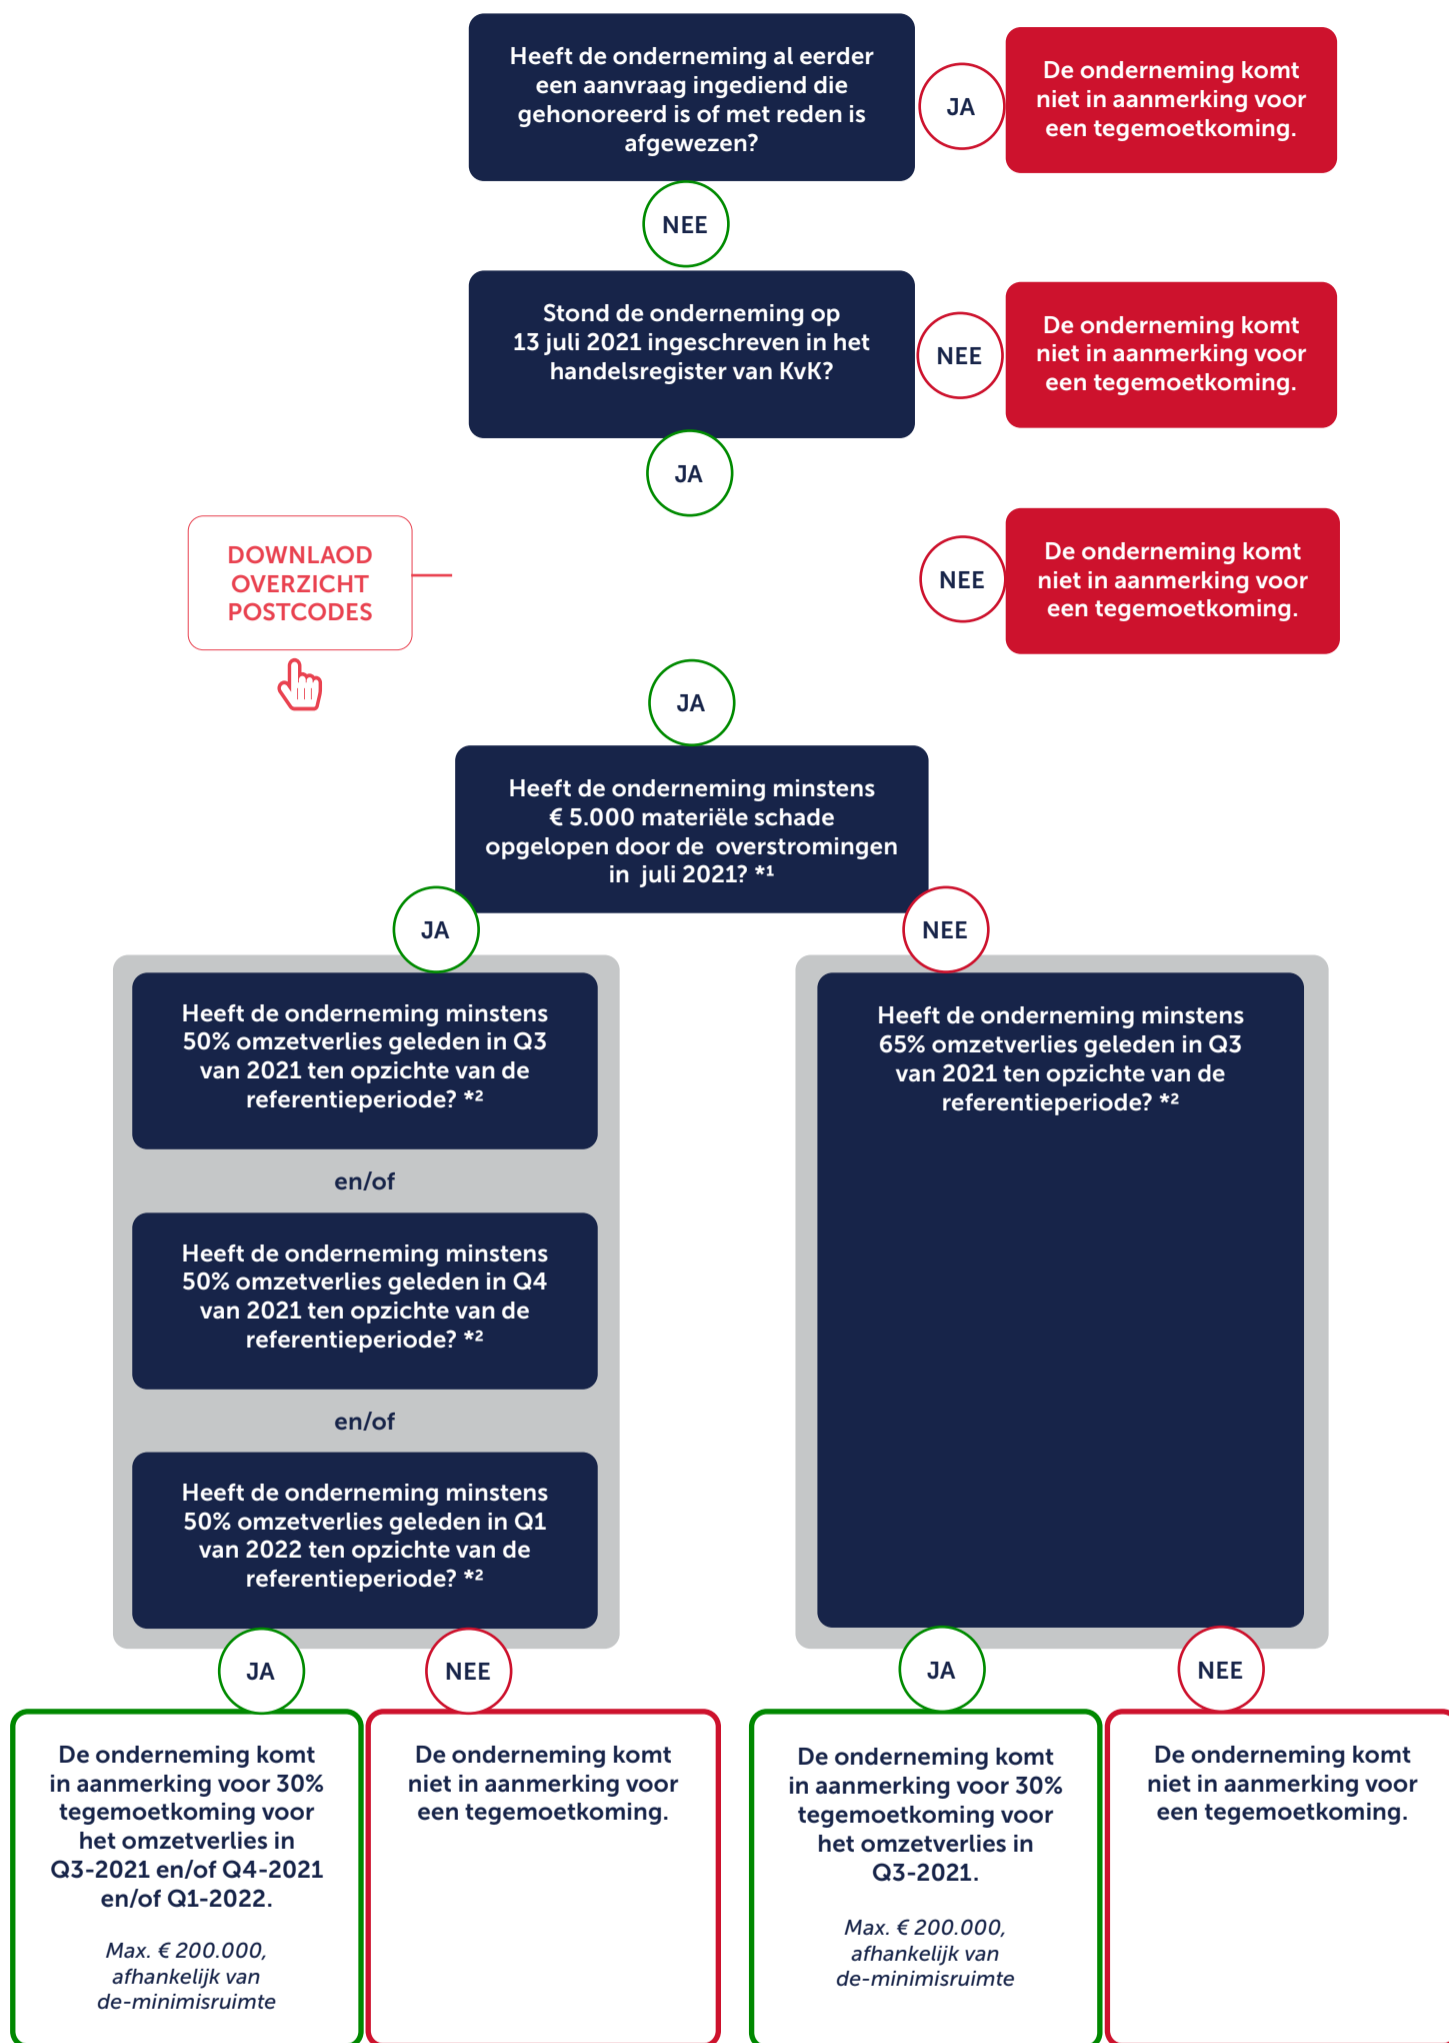 Heeft de onderneming al eerder
een aanvraag ingediend die
gehonoreerd is of met reden is
afgewezen?
JA
De onderneming komt
niet in aanmerking voor
een tegemoetkoming.
NEE
Stond de onderneming op
13 juli 2021 ingeschreven in het
handelsregister van KvK?
NEE
De onderneming komt
niet in aanmerking voor
een tegemoetkoming.
JA
DOWNLAOD
OVERZICHT
POSTCODES
NEE
De onderneming komt
niet in aanmerking voor
een tegemoetkoming.
JA
Heeft de onderneming minstens
€ 5.000 materiële schade
opgelopen door de overstromingen
in juli 2021? *¹
JA
NEE
Heeft de onderneming minstens
50% omzetverlies geleden in Q3
van 2021 ten opzichte van de
referentieperiode? *²
en/of
Heeft de onderneming minstens
50% omzetverlies geleden in Q4
van 2021 ten opzichte van de
referentieperiode? *²
en/of
Heeft de onderneming minstens
50% omzetverlies geleden in Q1
van 2022 ten opzichte van de
referentieperiode? *²
Heeft de onderneming minstens
65% omzetverlies geleden in Q3
van 2021 ten opzichte van de
referentieperiode? *²
JA
NEE
JA
NEE
De onderneming komt
in aanmerking voor 30%
tegemoetkoming voor
het omzetverlies in
Q3-2021 en/of Q4-2021
en/of Q1-2022.
Max. € 200.000,
afhankelijk van
de-minimisruimte
De onderneming komt
niet in aanmerking voor
een tegemoetkoming.
De onderneming komt
in aanmerking voor 30%
tegemoetkoming voor
het omzetverlies in
Q3-2021.
Max. € 200.000,
afhankelijk van
de-minimisruimte
De onderneming komt
niet in aanmerking voor
een tegemoetkoming.